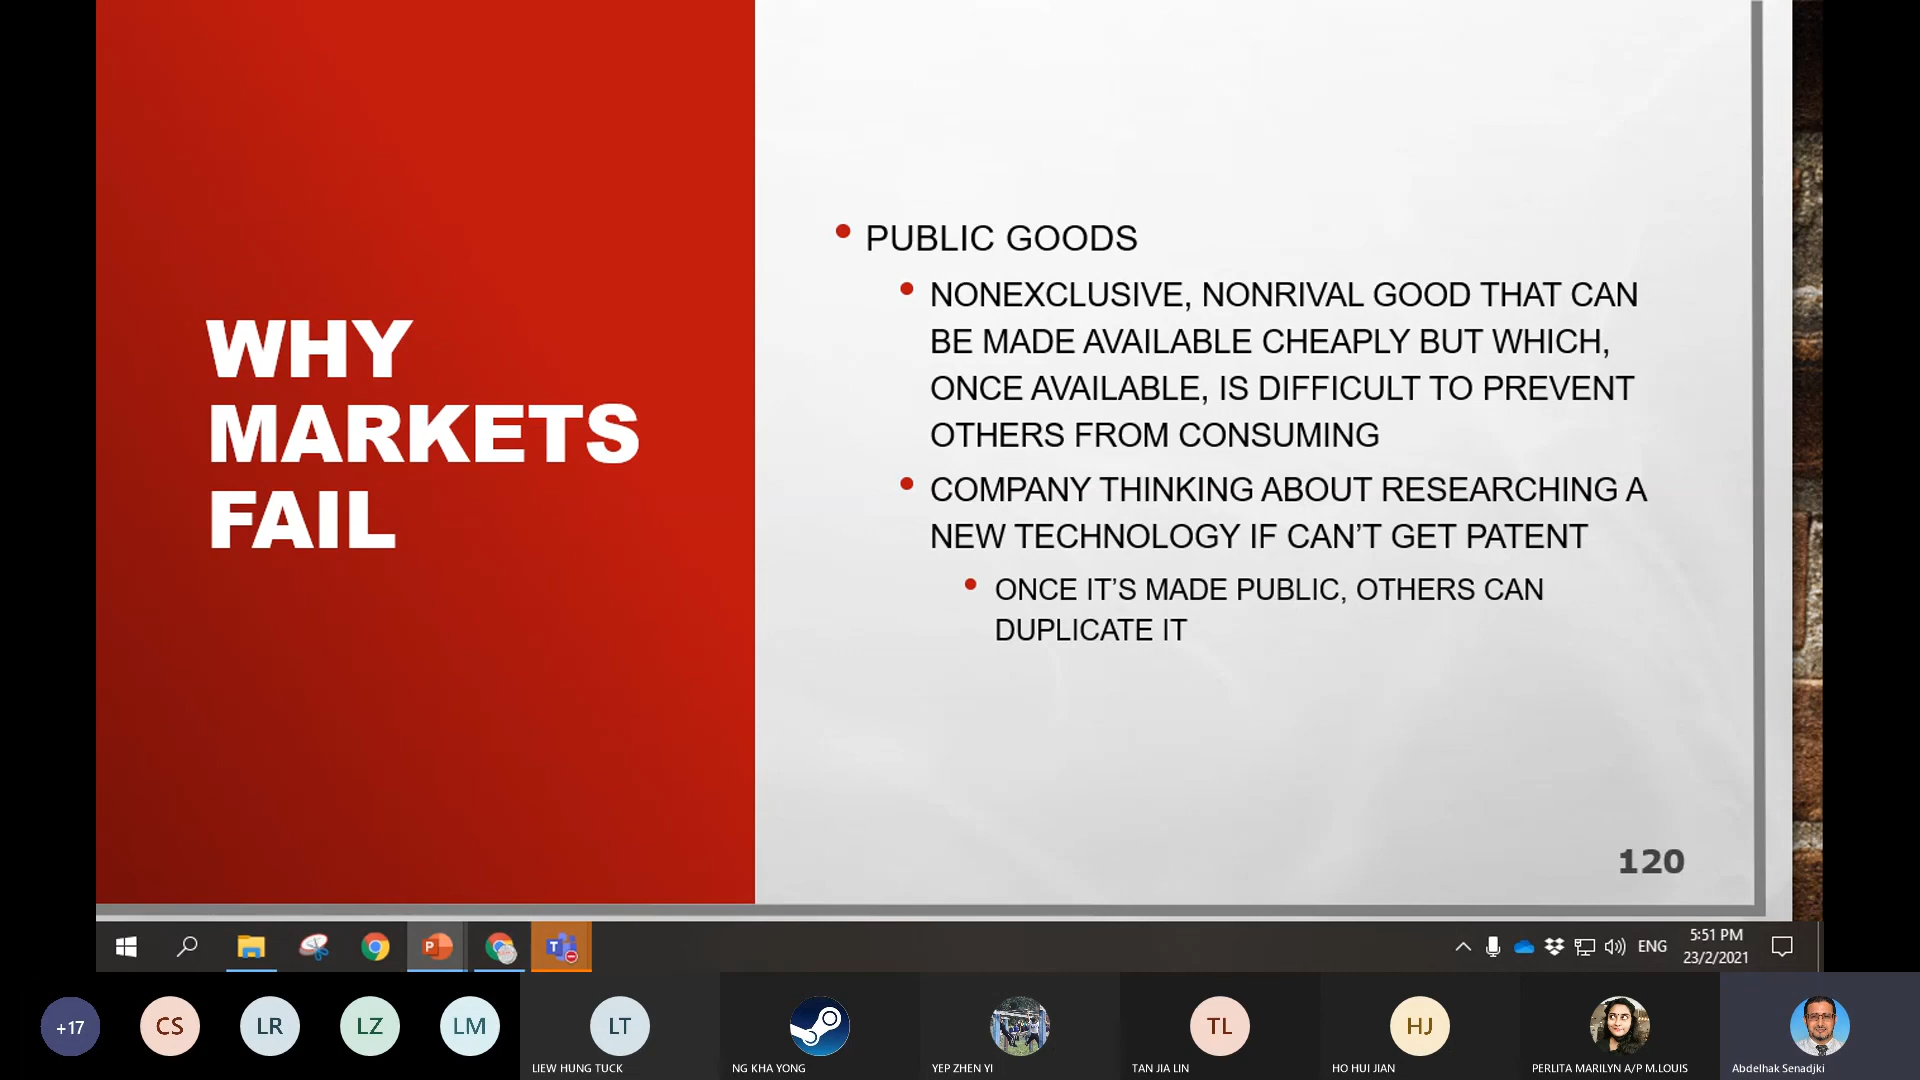 WHY
MARKETS
FAIL
PUBLIC GOODS
NONEXCLUSIVE, NONRIVAL GOOD THAT CAN
BE MADE AVAILABLE CHEAPLY BUT WHICH,
ONCE AVAILABLE, IS DIFFICULT TO PREVENT
OTHERS FROM CONSUMING
COMPANY THINKING ABOUT RESEARCHING A
NEW TECHNOLOGY IF CAN’T GET PATENT
ONCE IT’S MADE PUBLIC, OTHERS CAN
DUPLICATE IT
120
ENG
5:51 PM
23/2/2021
+17
CS
LR
LZ
LM
LT
TL
HJ
LIEW HUNG TUCK
NG KHA YONG
YEP ZHEN YI
TAN JIA LIN
HO HUI JIAN
PERLITA MARILYN A/P M.LOUIS
Abdelhak Senadjki